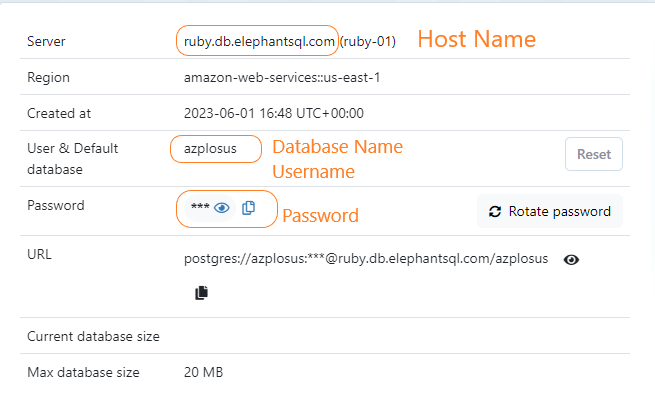 Server ruby.db.elephantsql.com (ruby-01) Host Name
Region amazon-web-services::us-east-1
Created at 2023-06-01 16:48 UTC+00:00
User & Default azplosus Database Name
database Username Reset
Password *** Password Rotate password
URL postgres://azplosus:***@ruby.db.elephantsql.com/azplosus
Current database size
Max database size 20 MB